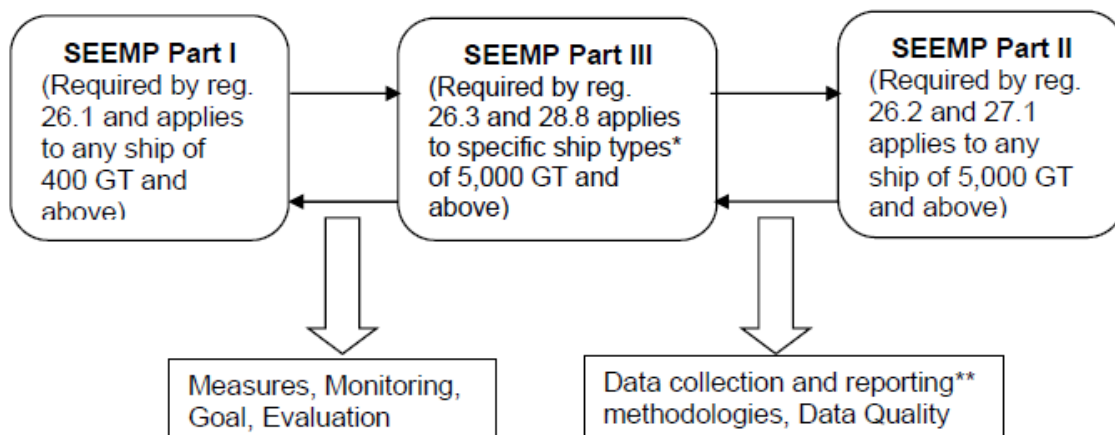 SEEMP Part I
(Required by reg.
26.1 and applies
to any ship of
400 GT and
above)
SEEMP Part III
(Required by reg.
26.3 and 28.8 applies
to specific ship types*
of 5,000 GT and
above)
SEEMP Part II
(Required by reg.
26.2 and 27.1
applies to any
ship of 5,000 GT
and above)
Measures, Monitoring,
Goal, Evaluation
Data collection and reporting**
methodologies, Data Quality